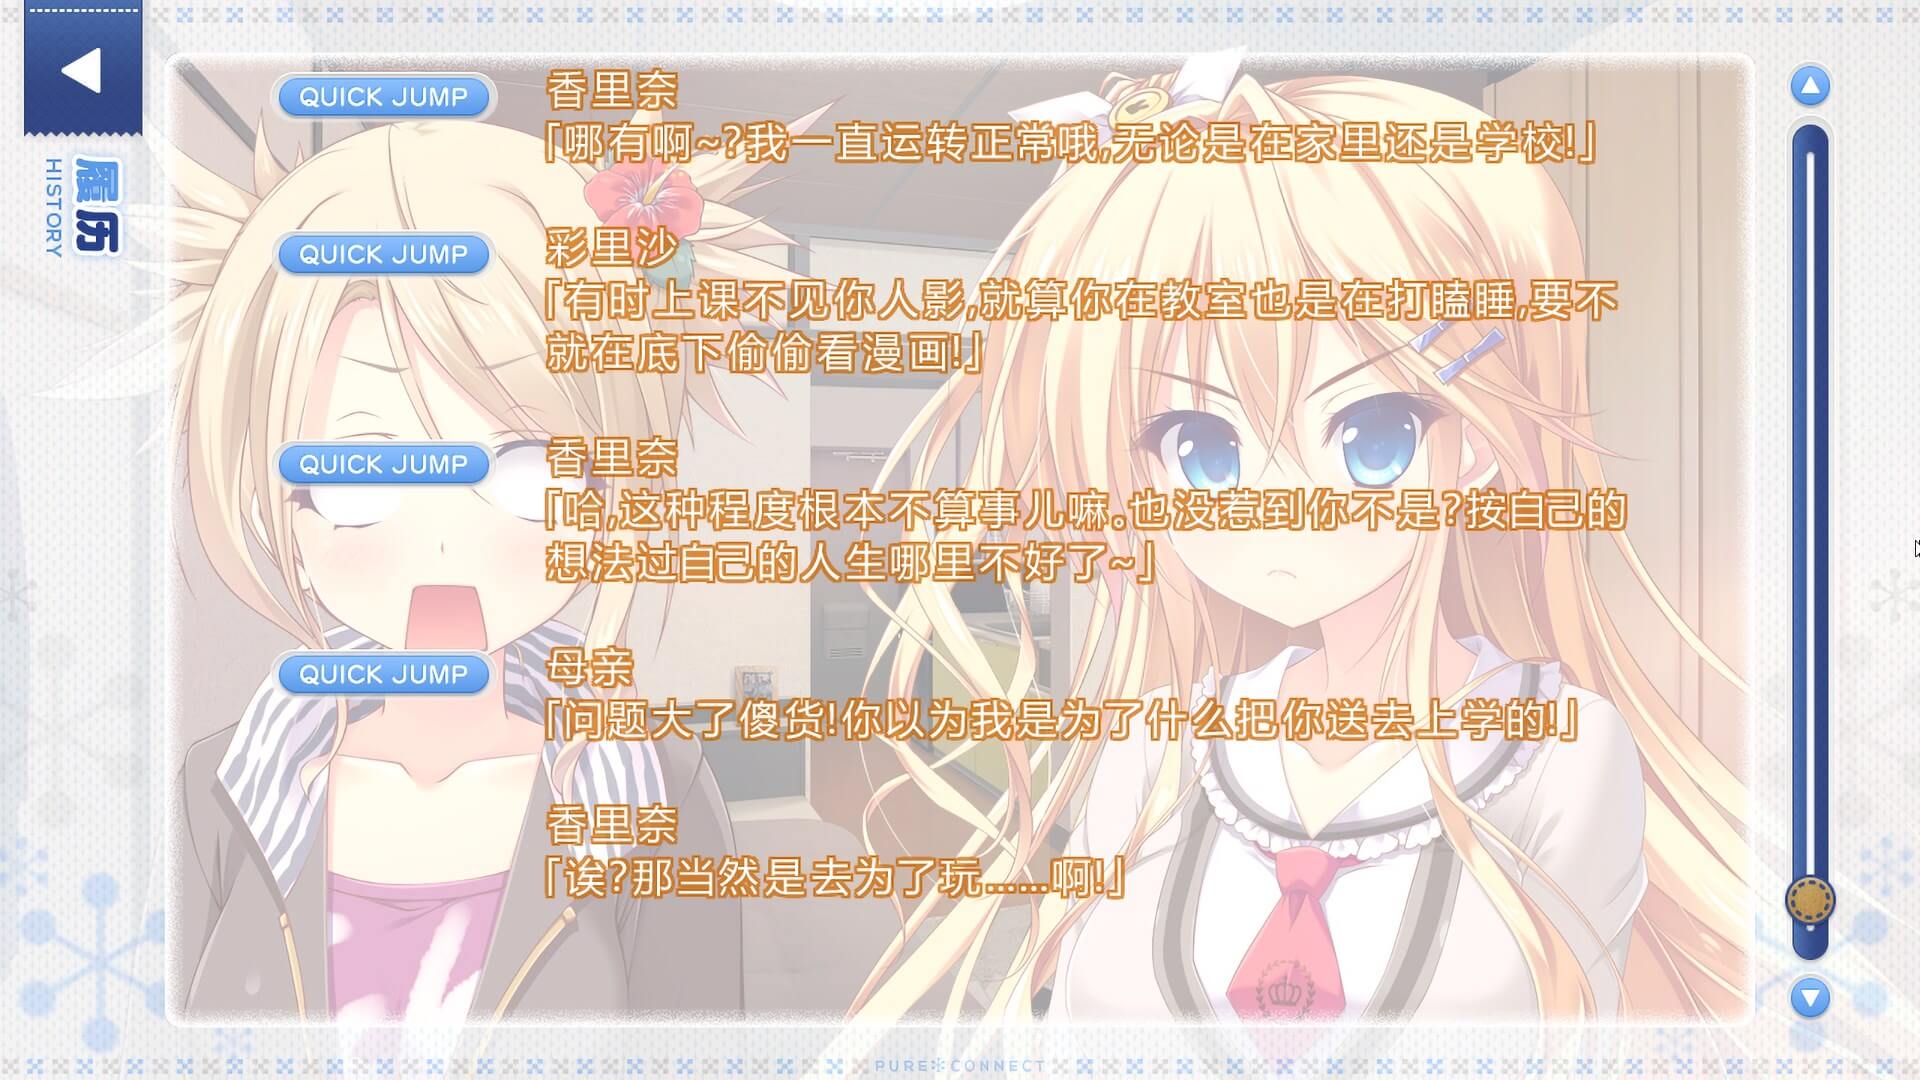 履历
HISTORY
QUICK JUMP
香里奈
「哪有啊~?我一直运转正常哦,无论是在家里还是学校!」
QUICK JUMP
彩里沙
「有时上课不见你人影,就算你在教室也是在打瞌睡,要不
就在底下偷偷看漫画!」
QUICK JUMP
香里奈
「哈,这种程度根本不算事儿嘛。也没惹到你不是?按自己的
想法过自己的人生哪里不好了~」
QUICK JUMP
母亲
「问题大了傻货!你以为我是为了什么把你送去上学的!」
香里奈
「诶?那当然是去为了玩……啊!」
PURE✻CONNECT